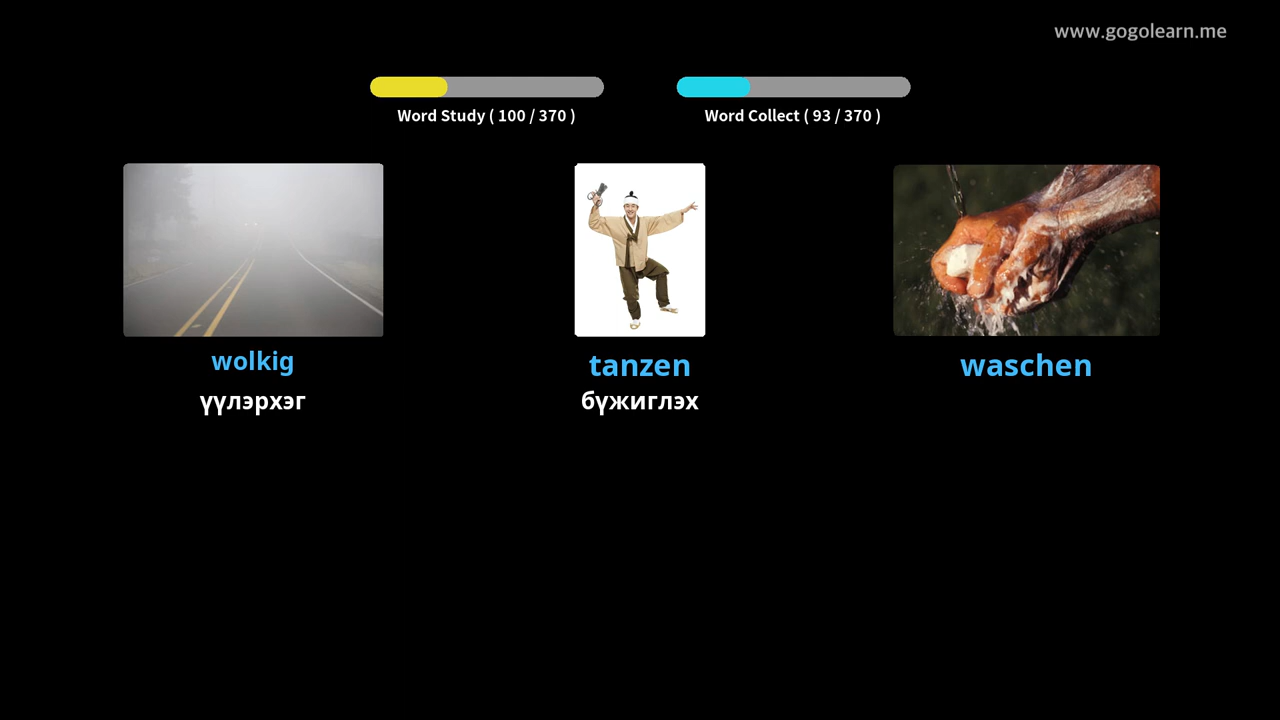 www.gogolearn.me
Word Study ( 100 / 370 )
Word Collect ( 93 / 370 )
wolkig
үүлэрхэг
tanzen
бүжиглэх
waschen